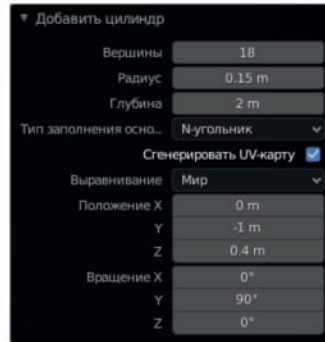 Добавить цилиндр
Вершины 18
Радиус 0.15 m
Глубина 2 m
Тип заполнения осно... N-угольник
Сгенерировать UV-карту
Выравнивание Мир
Положение X 0 m
Y -1 m
Z 0.4 m
Вращение X 0°
Y 90°
Z 0°